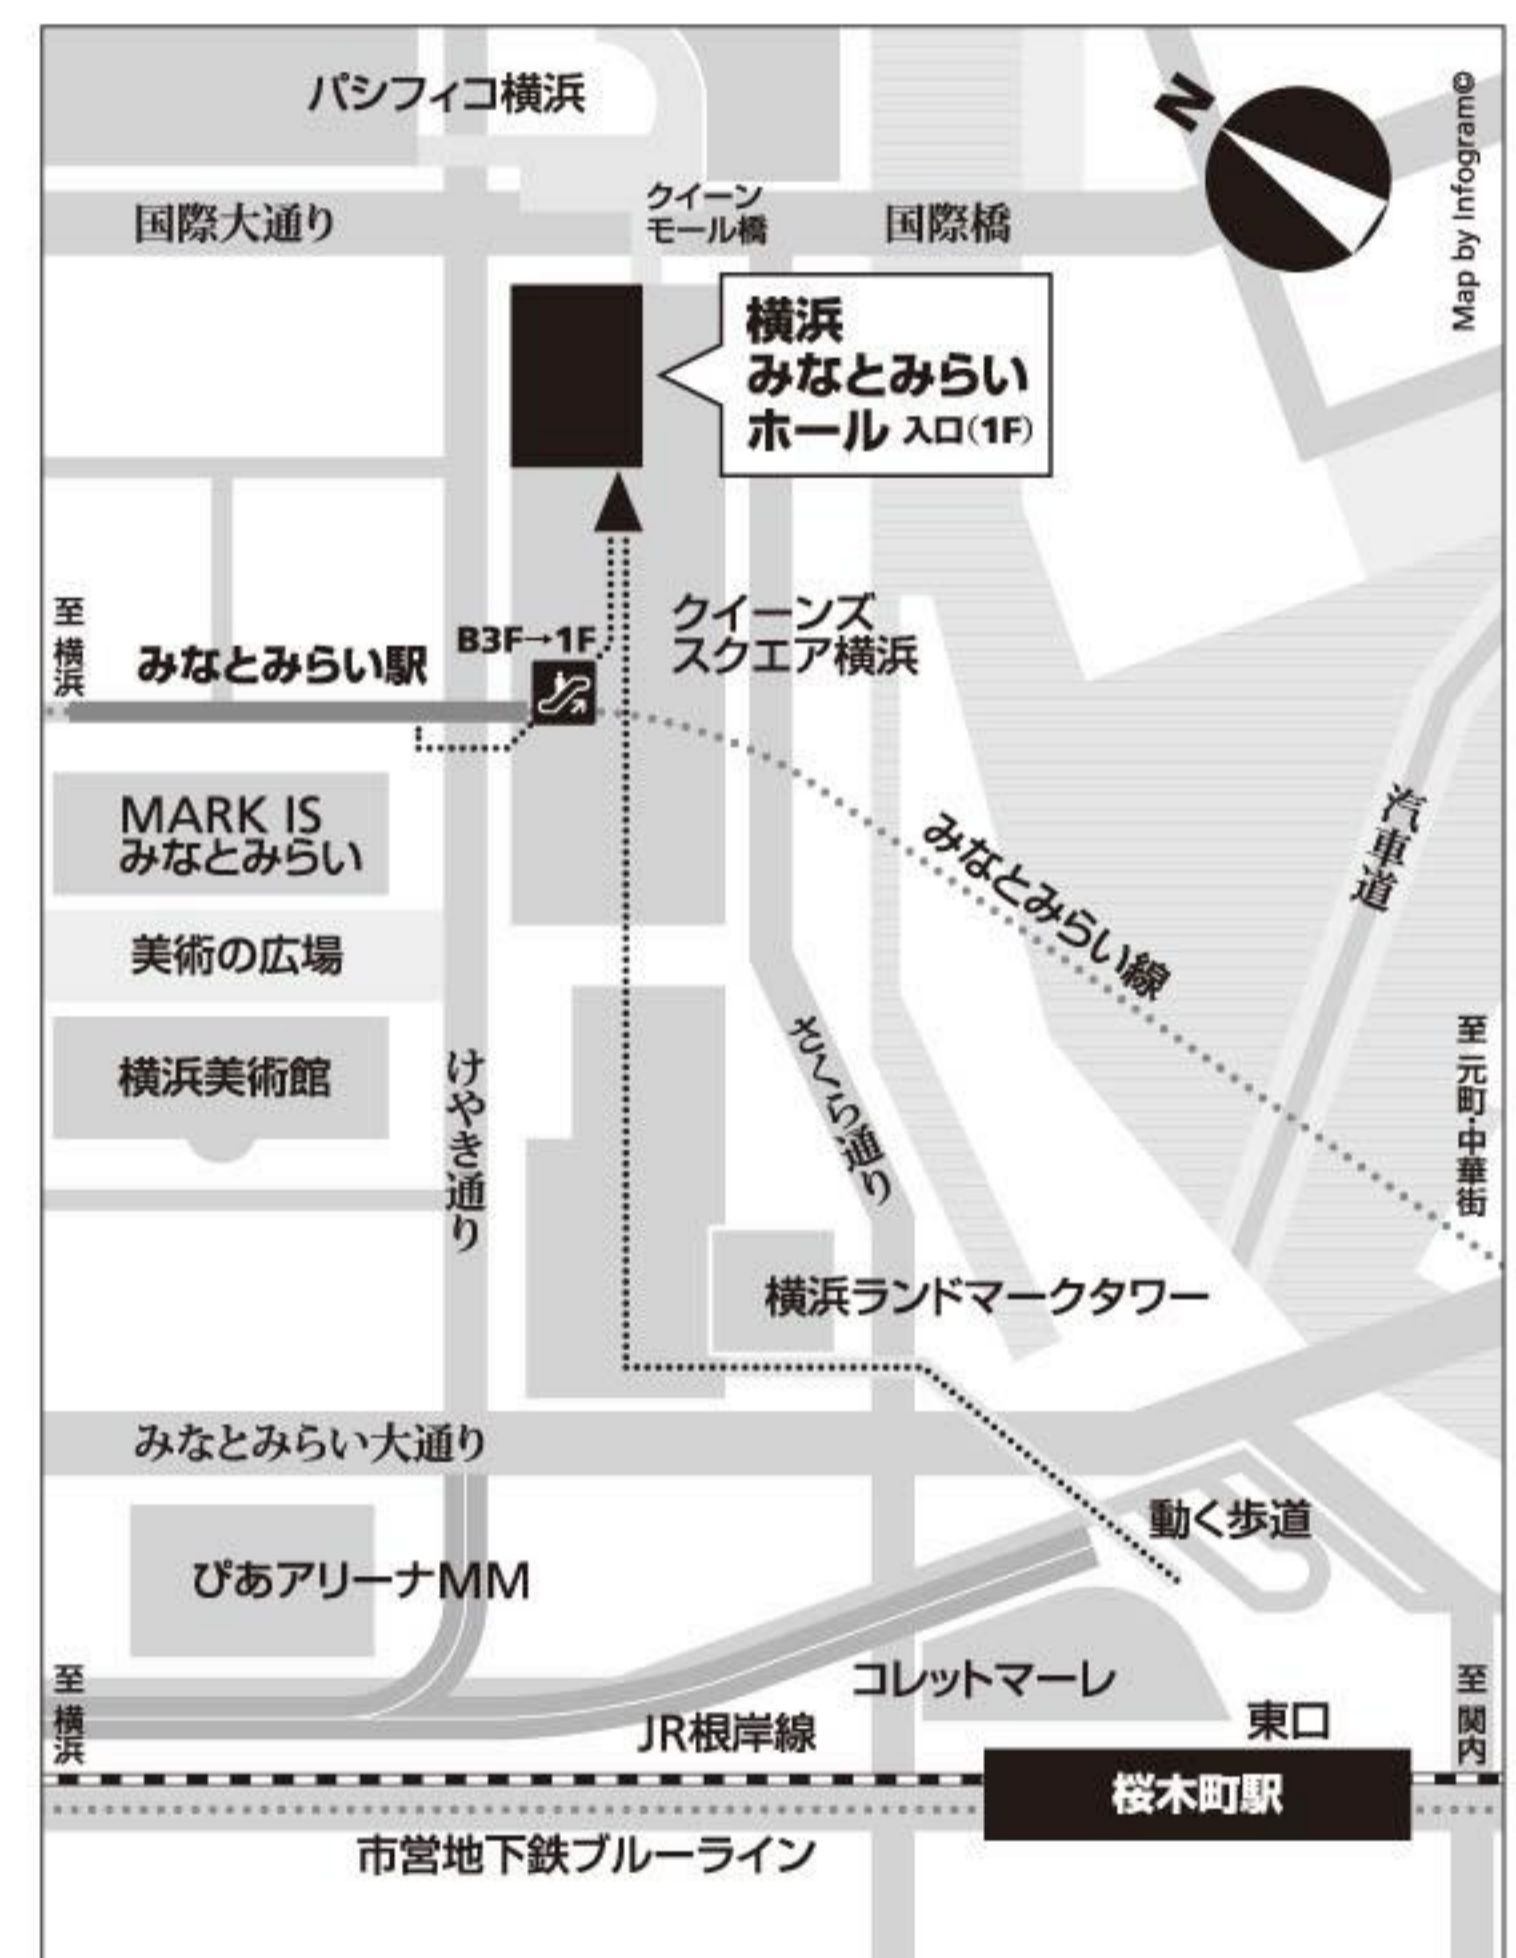 パシフィコ横浜
N
Map by Infogram©
国際大通り
クイーン
モール橋
国際橋
横浜
みなとみらい
ホール 入口(1F)
至 横浜
みなとみらい駅
B3F→1F
クイーンズ
スクエア横浜
MARK IS
みなとみらい
美術の広場
横浜美術館
みなとみらい線
汽車道
至 元町・中華街
けやき通り
さくら通り
横浜ランドマークタワー
みなとみらい大通り
動く歩道
ぴあアリーナMM
コレットマーレ
至 横浜
JR根岸線
東口
至 関内
桜木町駅
市営地下鉄ブルーライン